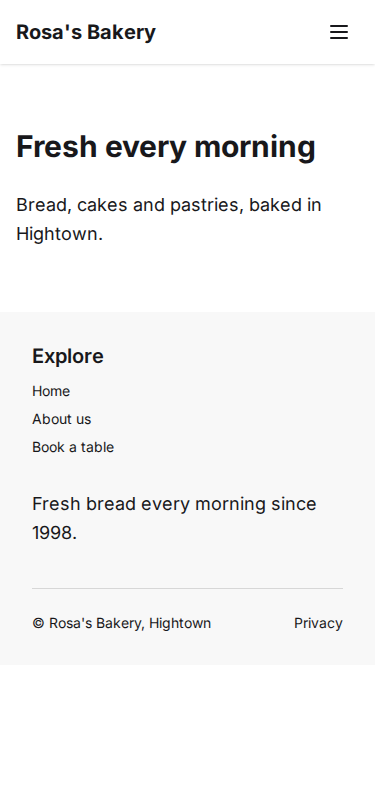 Rosa's Bakery
Fresh every morning
Bread, cakes and pastries, baked in
Hightown.
Explore
Home
About us
Book a table
Fresh bread every morning since
1998.
© Rosa's Bakery, Hightown
Privacy